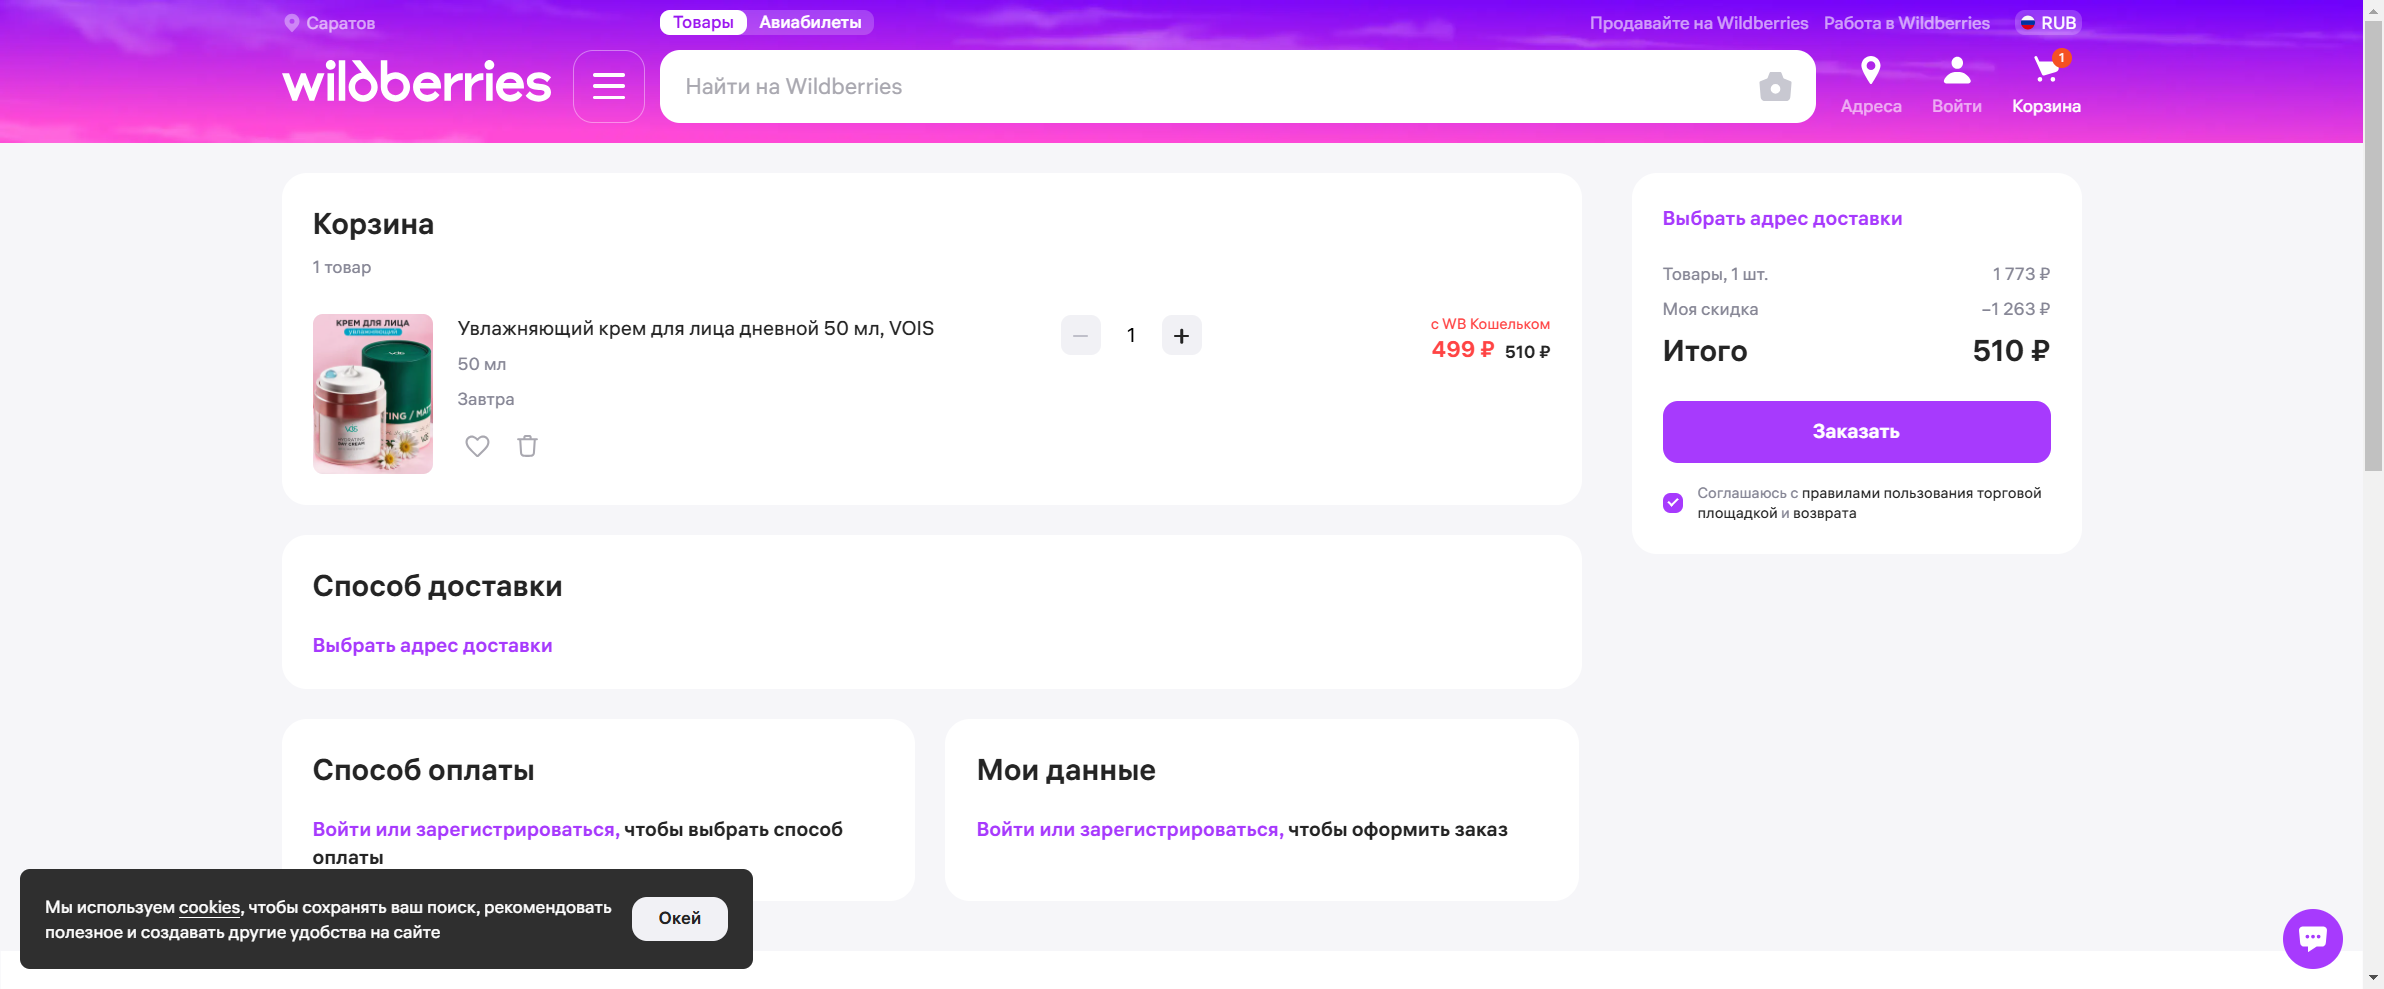 Саратов
Товары Авиабилеты
Продавайте на Wildberries Работа в Wildberries RUB
wildberries
Найти на Wildberries
Адреса Войти Корзина
1
Корзина
1 товар
КРЕМ ДЛЯ ЛИЦА
увлажняющий
Увлажняющий крем для лица дневной 50 мл, VOIS
50 мл
Завтра
1
с WB Кошельком
499 ₽ 510 ₽
Выбрать адрес доставки
Товары, 1 шт. 1 773 ₽
Моя скидка −1 263 ₽
Итого 510 ₽
Заказать
Соглашаюсь с правилами пользования торговой
площадкой и возврата
Способ доставки
Выбрать адрес доставки
Способ оплаты
Войти или зарегистрироваться, чтобы выбрать способ
оплаты
Мои данные
Войти или зарегистрироваться, чтобы оформить заказ
Мы используем cookies, чтобы сохранять ваш поиск, рекомендовать
полезное и создавать другие удобства на сайте
Окей